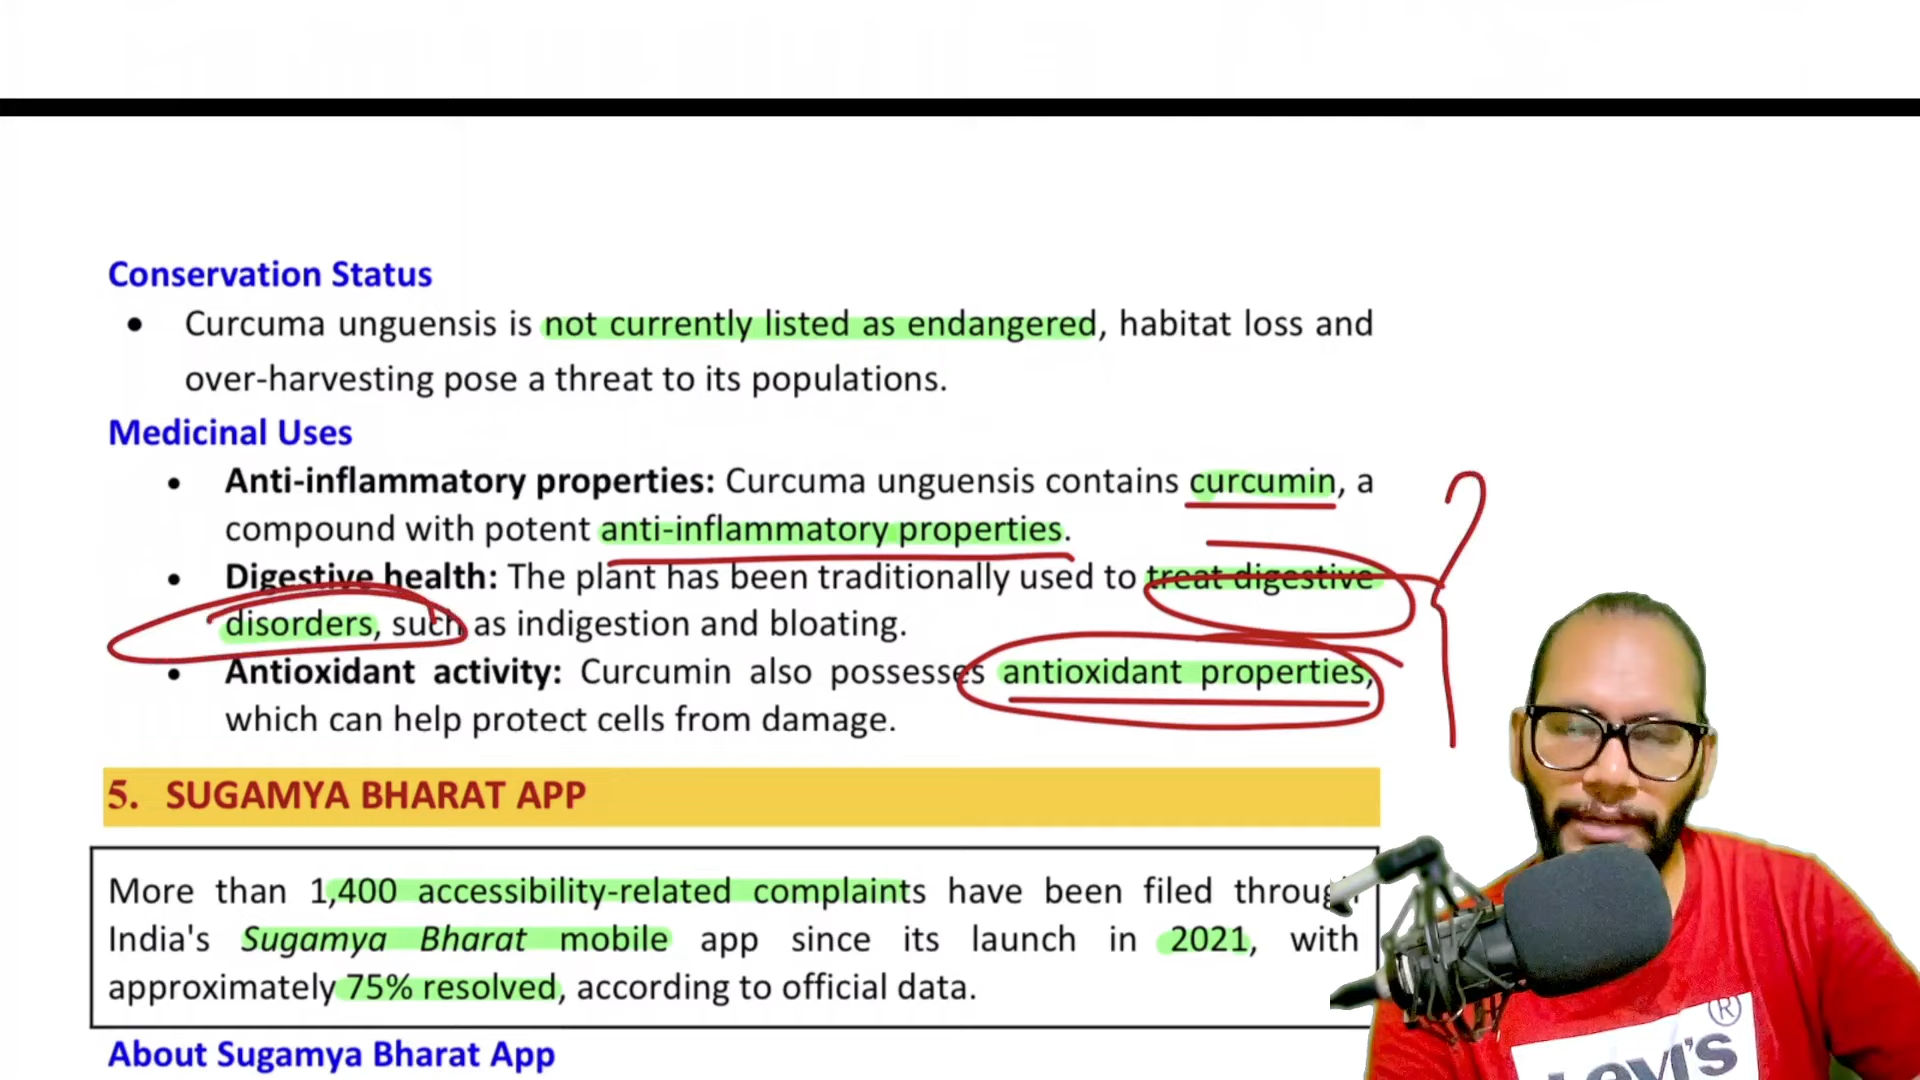 Conservation Status
• Curcuma unguensis is not currently listed as endangered, habitat loss and
over-harvesting pose a threat to its populations.
Medicinal Uses
• Anti-inflammatory properties: Curcuma unguensis contains curcumin, a
compound with potent anti-inflammatory properties.
• Digestive health: The plant has been traditionally used to treat digestive
disorders, such as indigestion and bloating.
• Antioxidant activity: Curcumin also possesses antioxidant properties,
which can help protect cells from damage.
5. SUGAMYA BHARAT APP
More than 1,400 accessibility-related complaints have been filed through
India's Sugamya Bharat mobile app since its launch in 2021, with
approximately 75% resolved, according to official data.
About Sugamya Bharat App
®
Levi's